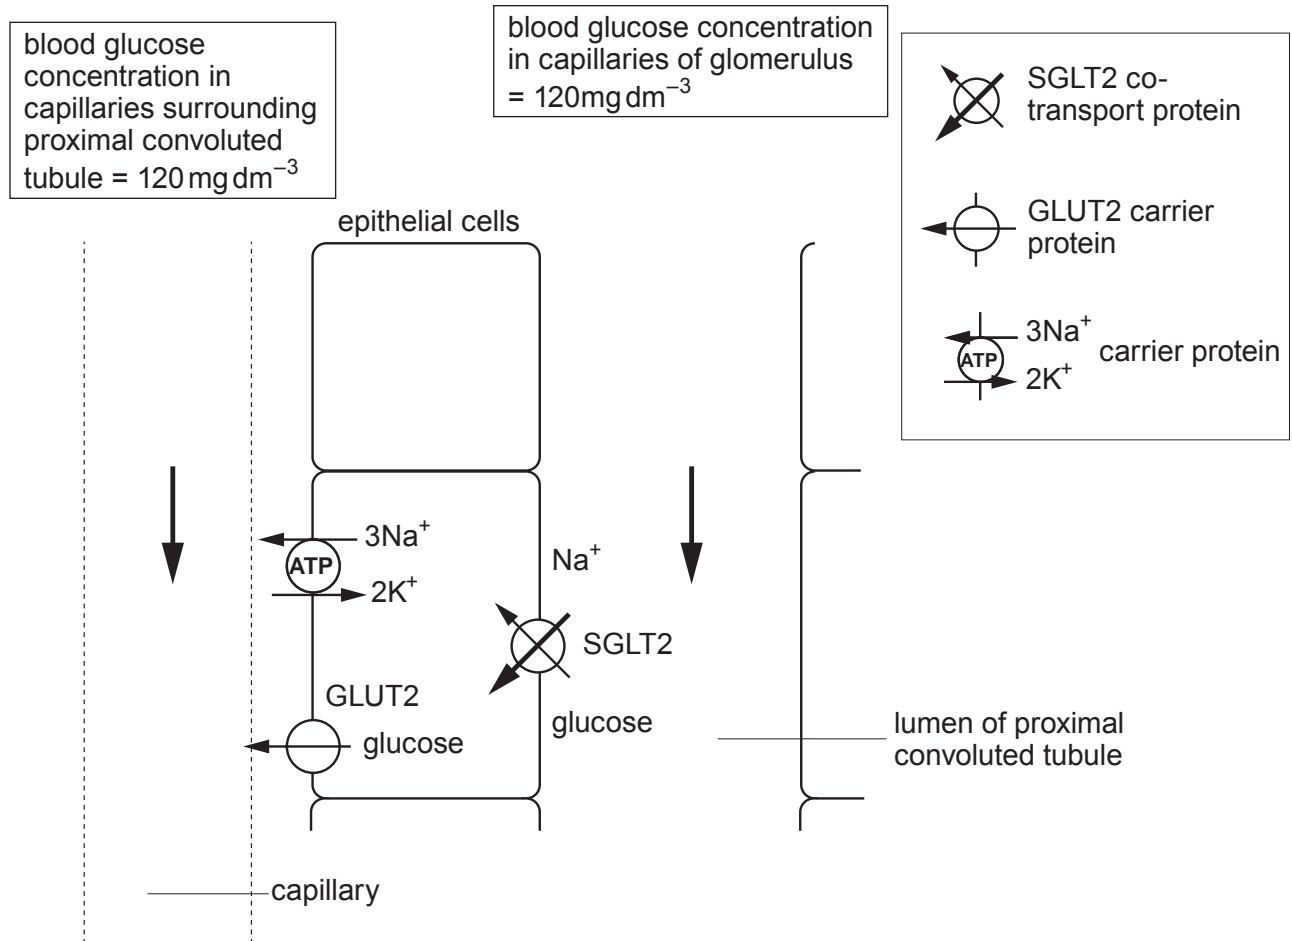 blood glucose
concentration in
capillaries surrounding
proximal convoluted
tubule = 120 mg dm⁻³
blood glucose concentration
in capillaries of glomerulus
= 120mg dm⁻³
SGLT2 co-
transport protein
GLUT2 carrier
protein
3Na⁺
ATP
carrier protein
2K⁺
epithelial cells
3Na⁺
ATP
2K⁺
Na⁺
SGLT2
GLUT2
glucose
glucose
lumen of proximal
convoluted tubule
capillary